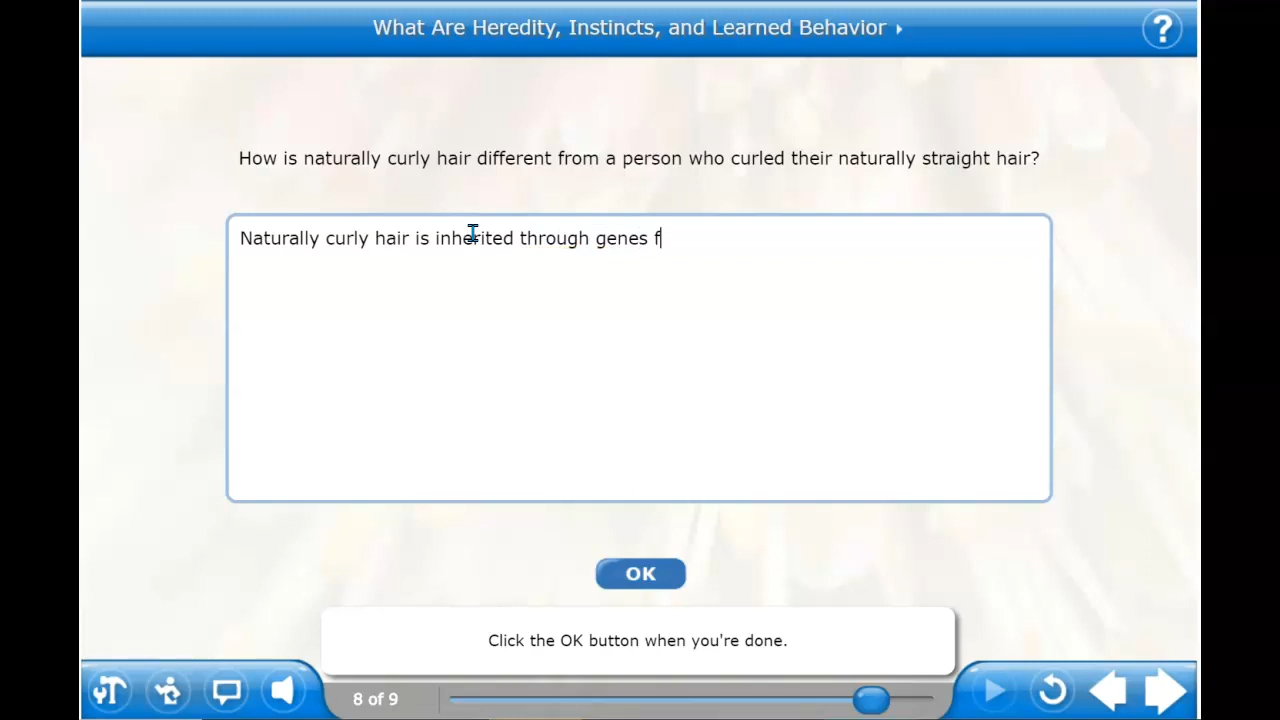 What Are Heredity, Instincts, and Learned Behavior
?
How is naturally curly hair different from a person who curled their naturally straight hair?
Naturally curly hair is inherited through genes f
OK
Click the OK button when you're done.
8 of 9